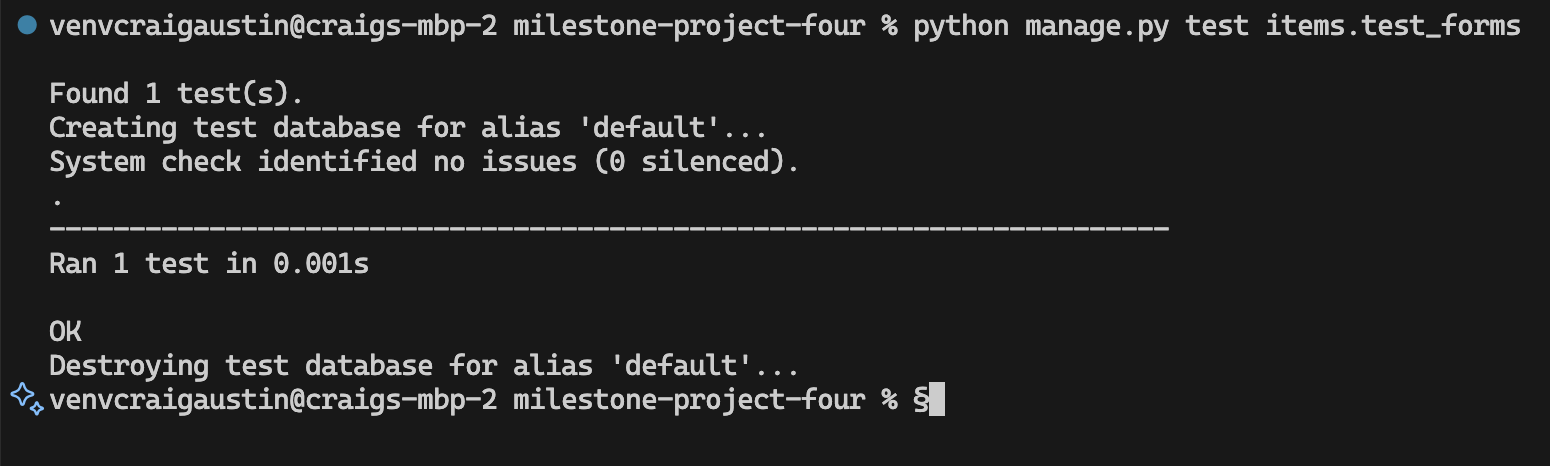 venvcraigaustin@craigs-mbp-2 milestone-project-four % python manage.py test items.test_forms
Found 1 test(s).
Creating test database for alias 'default'...
System check identified no issues (0 silenced).
.
----------------------------------------------------------------------
Ran 1 test in 0.001s
OK
Destroying test database for alias 'default'...
venvcraigaustin@craigs-mbp-2 milestone-project-four % §